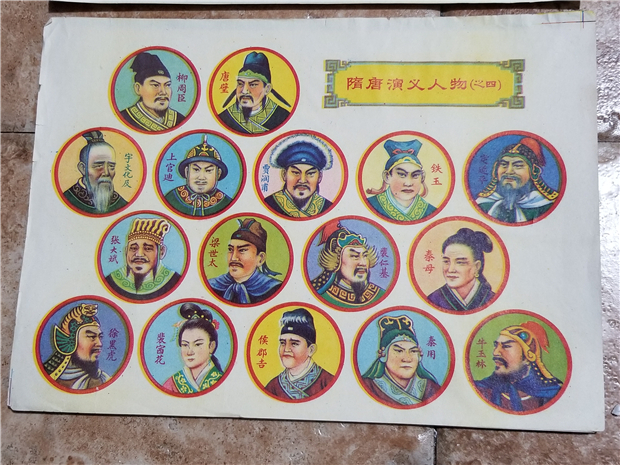 隋唐演义人物(之四)
柳周臣
唐璧
宇文化及
上官迪
贾润甫
铁玉
张大斌
梁世太
裴仁基
秦母
徐黑虎
裴翠花
侯郡吉
秦用
牛玉林